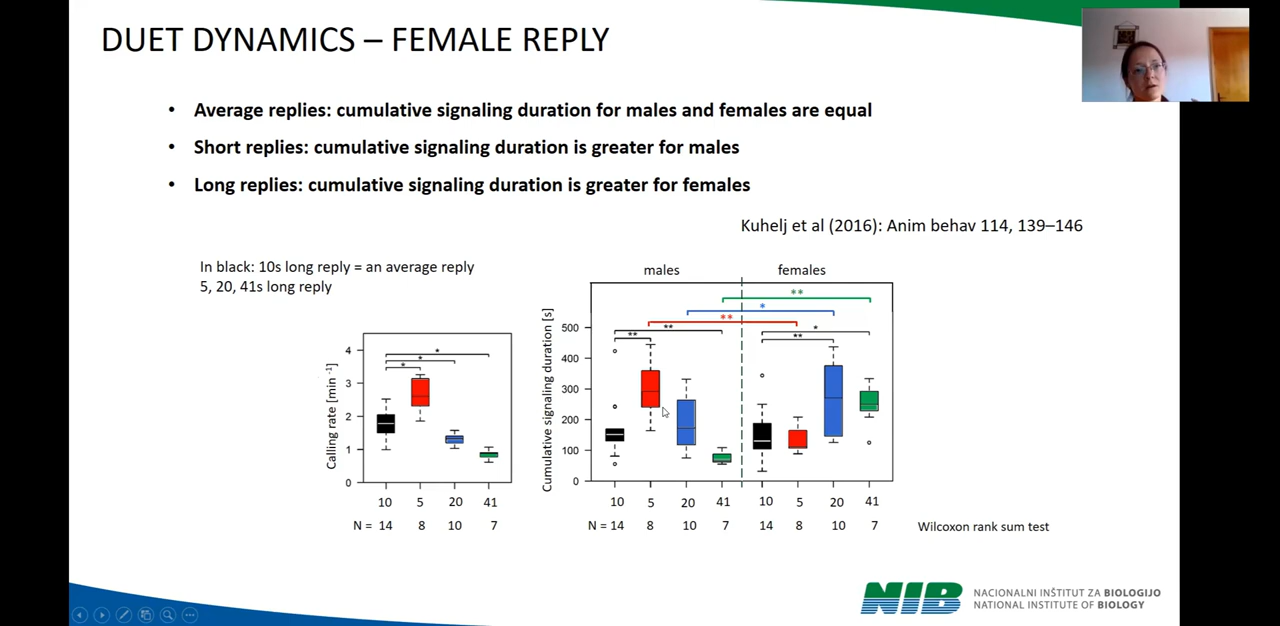 DUET DYNAMICS – FEMALE REPLY
• Average replies: cumulative signaling duration for males and females are equal
• Short replies: cumulative signaling duration is greater for males
• Long replies: cumulative signaling duration is greater for females
Kuhelj et al (2016): Anim behav 114, 139–146
In black: 10s long reply = an average reply
5, 20, 41s long reply
Calling rate [min⁻¹]
4
3
2
1
0
* * *
10 5 20 41
N = 14 8 10 7
males females
Cumulative signaling duration [s]
500
400
300
200
100
0
**
*
**
** **
* **
10 5 20 41 10 5 20 41
N = 14 8 10 7 14 8 10 7
Wilcoxon rank sum test
NIB
NACIONALNI INŠTITUT ZA BIOLOGIJO
NATIONAL INSTITUTE OF BIOLOGY